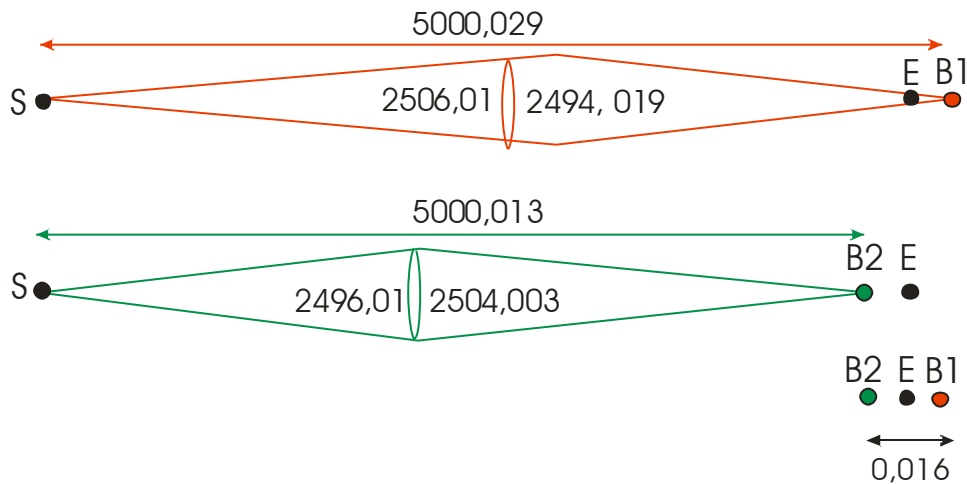 5000,029
E B1
S 2506,01 2494, 019
5000,013
B2 E
S 2496,01 2504,003
B2 E B1
0,016